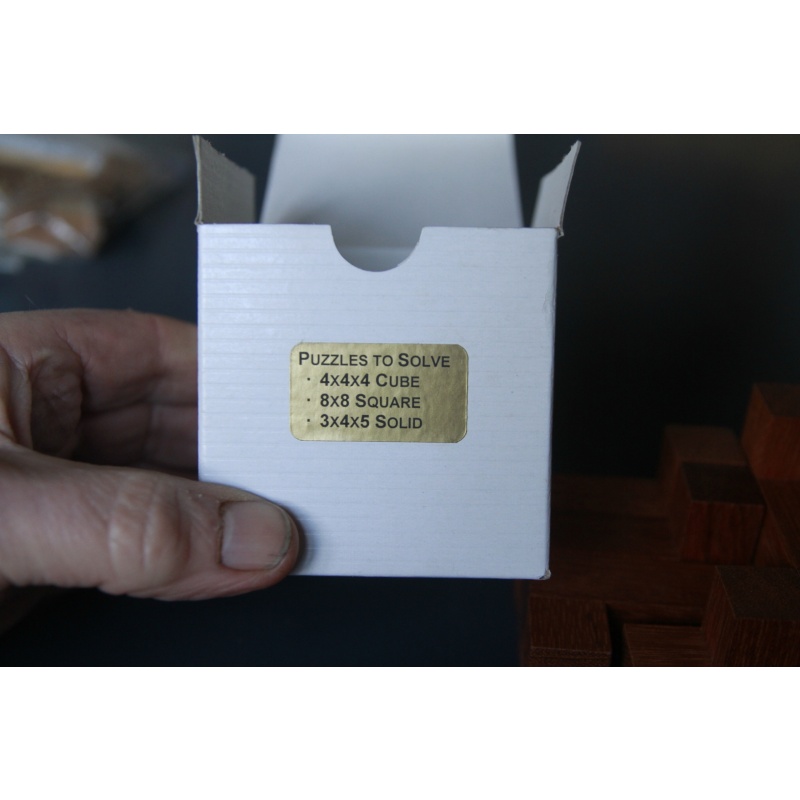 Puzzles to Solve
· 4x4x4 Cube
· 8x8 Square
· 3x4x5 Solid